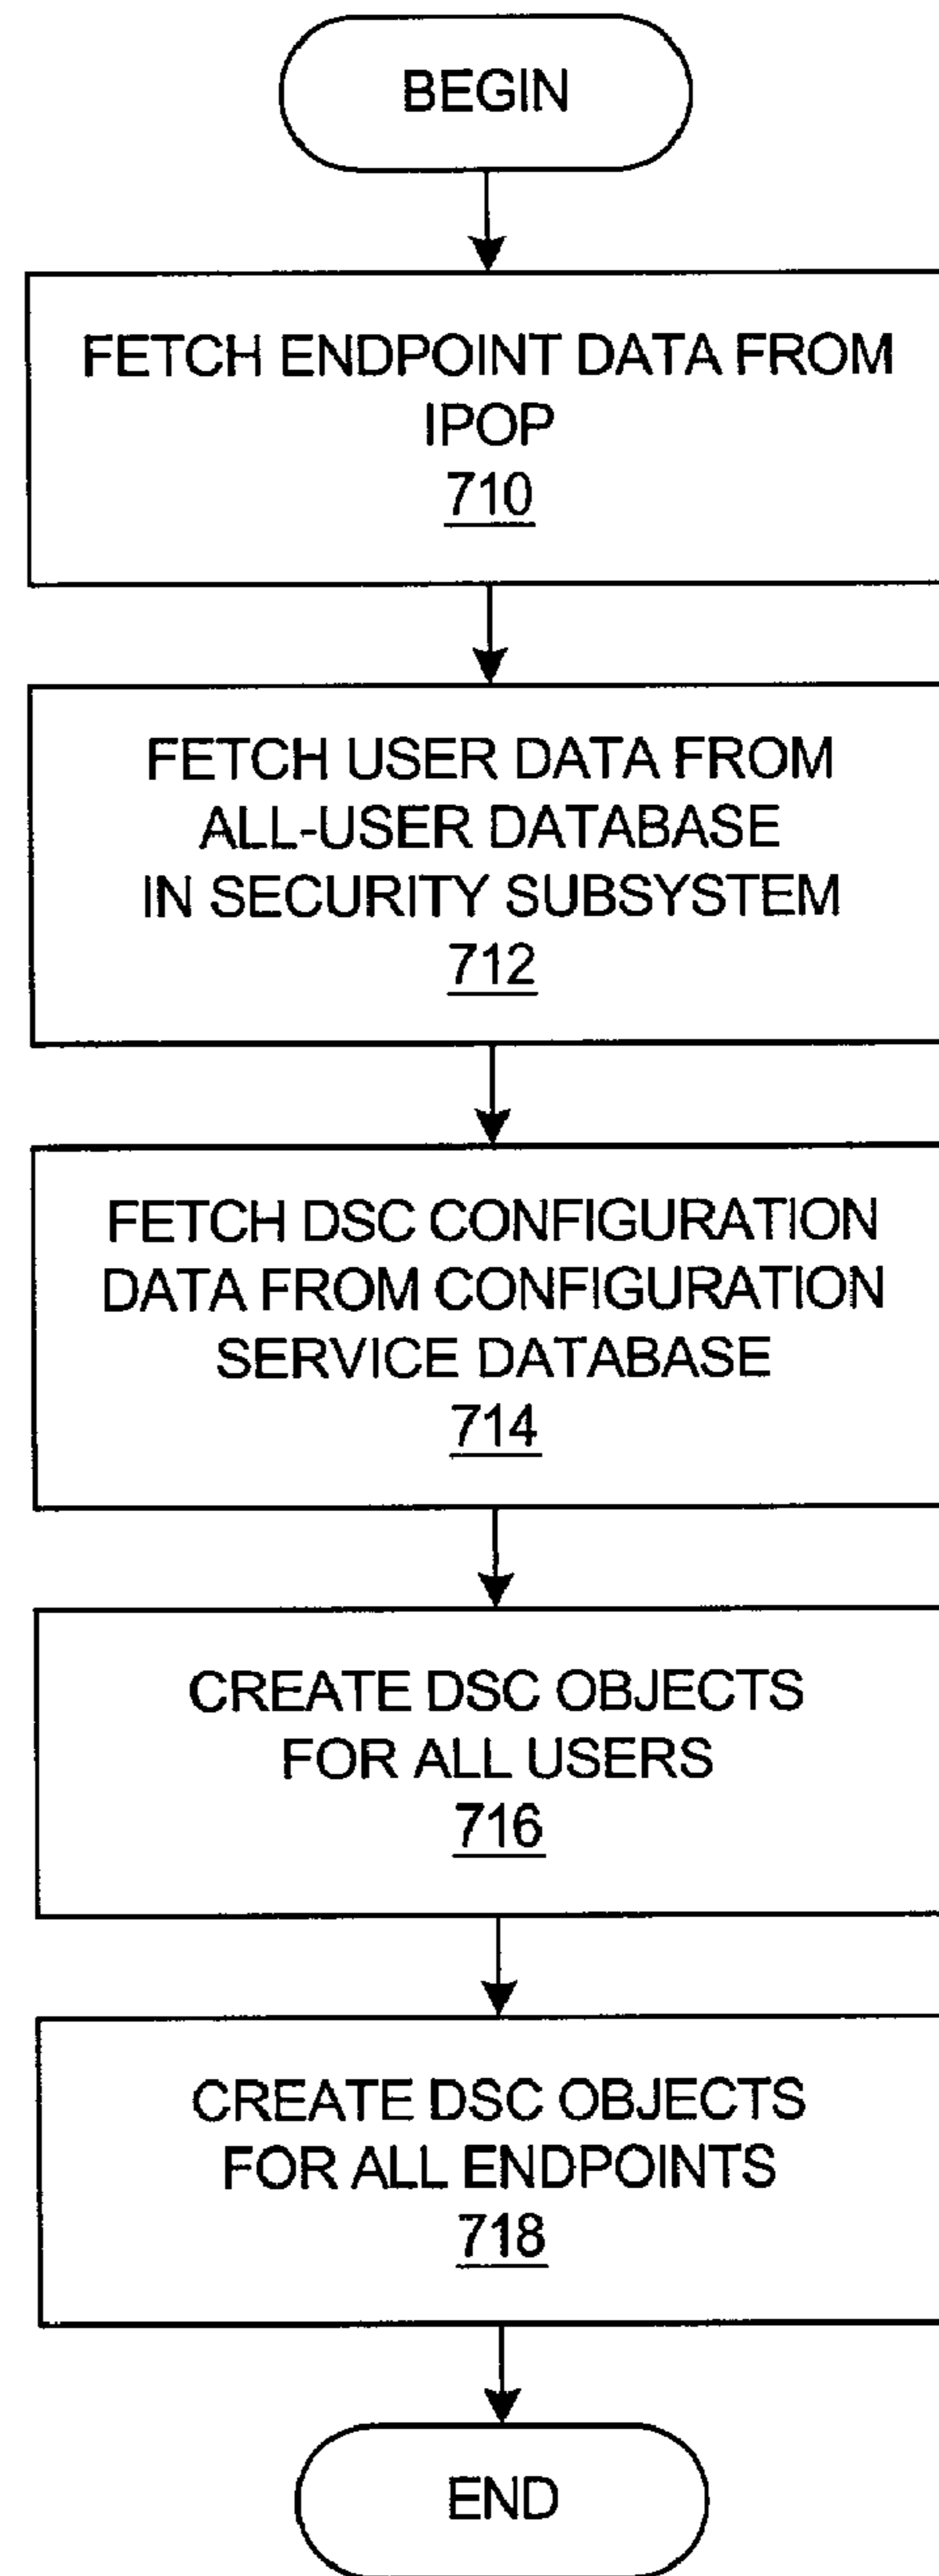 BEGIN
FETCH ENDPOINT DATA FROM
IPOP
710
FETCH USER DATA FROM
ALL-USER DATABASE
IN SECURITY SUBSYSTEM
712
FETCH DSC CONFIGURATION
DATA FROM CONFIGURATION
SERVICE DATABASE
714
CREATE DSC OBJECTS
FOR ALL USERS
716
CREATE DSC OBJECTS
FOR ALL ENDPOINTS
718
END